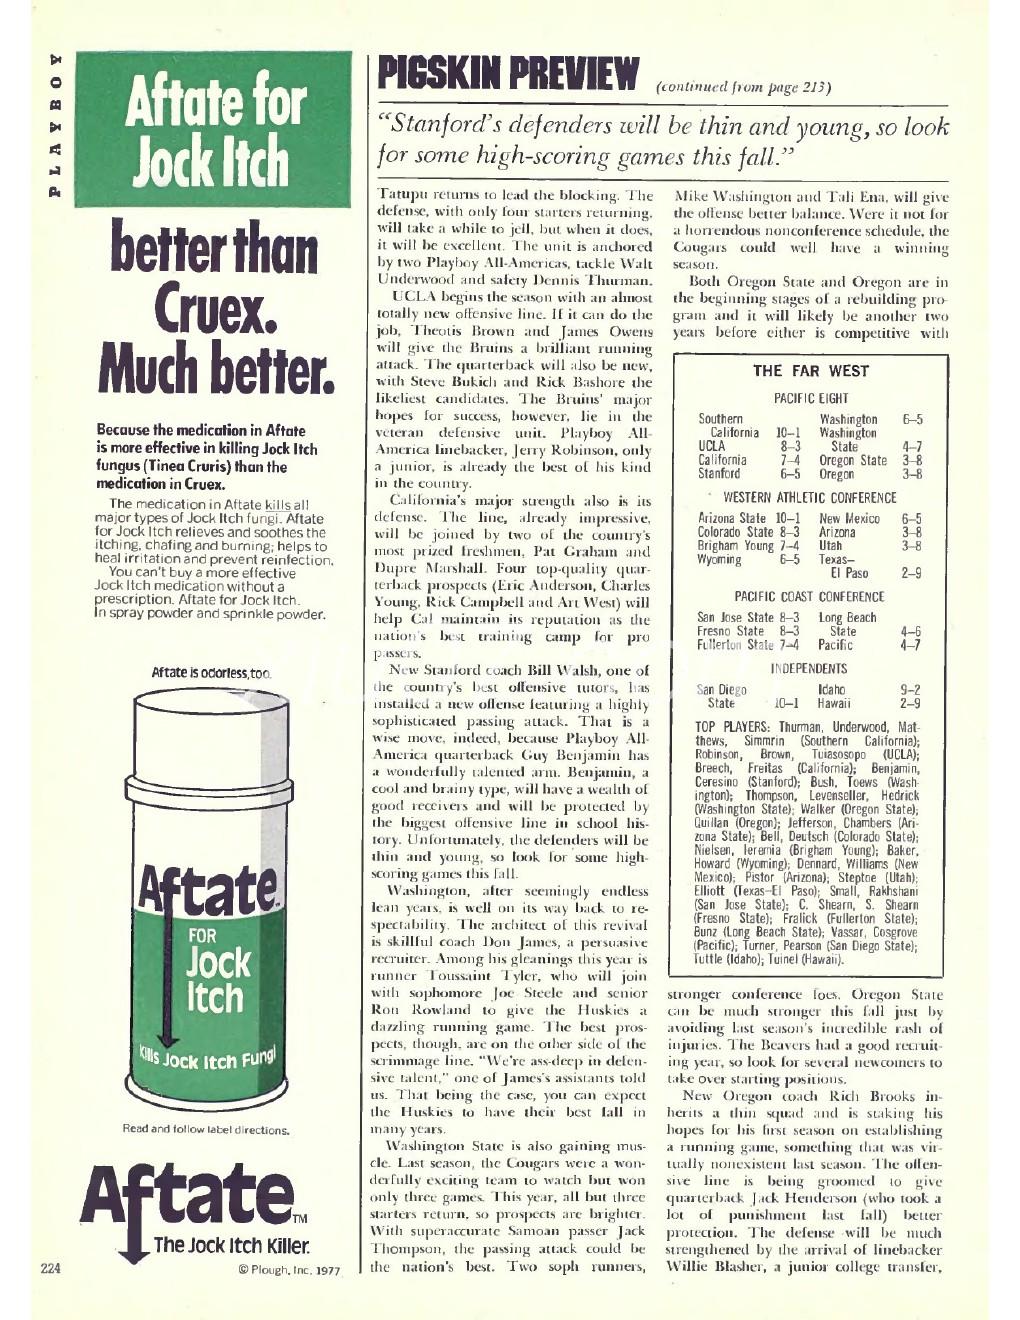 PLAYBOY
Aftate for
Jock Itch
better than
Cruex.
Much better.
Because the medication in Aftate
is more effective in killing Jock Itch
fungus (Tinea Cruris) than the
medication in Cruex.
The medication in Aftate kills all
major types of Jock Itch fungi. Aftate
for Jock Itch relieves and soothes the
itching, chafing and burning; helps to
heal irritation and prevent reinfection.
You can't buy a more effective
Jock Itch medication without a
prescription. Aftate for Jock Itch.
In spray powder and sprinkle powder.
Aftate is odorless, too.
Aftate™
FOR
Jock
Itch
Kills Jock Itch Fungi
Read and follow label directions.
Aftate™
The Jock Itch Killer.
© Plough, Inc. 1977
224
PIGSKIN PREVIEW (continued from page 213)
“Stanford's defenders will be thin and young, so look
for some high-scoring games this fall.”
Tatupu returns to lead the blocking. The
defense, with only four starters returning,
will take a while to jell, but when it does,
it will be excellent. The unit is anchored
by two Playboy All-Americas, tackle Walt
Underwood and safety Dennis Thurman.
UCLA begins the season with an almost
totally new offensive line. If it can do the
job, Theotis Brown and James Owens
will give the Bruins a brilliant running
attack. The quarterback will also be new,
with Steve Bukich and Rick Bashore the
likeliest candidates. The Bruins' major
hopes for success, however, lie in the
veteran defensive unit. Playboy All-
America linebacker, Jerry Robinson, only
a junior, is already the best of his kind
in the country.
California's major strength also is its
defense. The line, already impressive,
will be joined by two of the country's
most prized freshmen, Pat Graham and
Dupre Marshall. Four top-quality quar-
terback prospects (Eric Anderson, Charles
Young, Rick Campbell and Art West) will
help Cal maintain its reputation as the
nation's best training camp for pro
passers.
New Stanford coach Bill Walsh, one of
the country's best offensive tutors, has
installed a new offense featuring a highly
sophisticated passing attack. That is a
wise move, indeed, because Playboy All-
America quarterback Guy Benjamin has
a wonderfully talented arm. Benjamin, a
cool and brainy type, will have a wealth of
good receivers and will be protected by
the biggest offensive line in school his-
tory. Unfortunately, the defenders will be
thin and young, so look for some high-
scoring games this fall.
Washington, after seemingly endless
lean years, is well on its way back to re-
spectability. The architect of this revival
is skillful coach Don James, a persuasive
recruiter. Among his gleanings this year is
runner Toussaint Tyler, who will join
with sophomore Joe Steele and senior
Ron Rowland to give the Huskies a
dazzling running game. The best pros-
pects, though, are on the other side of the
scrimmage line. “We're ass-deep in defen-
sive talent,” one of James's assistants told
us. That being the case, you can expect
the Huskies to have their best fall in
many years.
Washington State is also gaining mus-
cle. Last season, the Cougars were a won-
derfully exciting team to watch but won
only three games. This year, all but three
starters return, so prospects are brighter.
With superaccurate Samoan passer Jack
Thompson, the passing attack could be
the nation's best. Two soph runners,
Mike Washington and Tali Ena, will give
the offense better balance. Were it not for
a horrendous nonconference schedule, the
Cougars could well have a winning
season.
Both Oregon State and Oregon are in
the beginning stages of a rebuilding pro-
gram and it will likely be another two
years before either is competitive with
THE FAR WEST
PACIFIC EIGHT
Southern
California 10–1
UCLA 8–3
California 7–4
Stanford 6–5
Washington 6–5
Washington
State 4–7
Oregon State 3–8
Oregon 3–8
WESTERN ATHLETIC CONFERENCE
Arizona State 10–1
Colorado State 8–3
Brigham Young 7–4
Wyoming 6–5
New Mexico 6–5
Arizona 3–8
Utah 3–8
Texas–
El Paso 2–9
PACIFIC COAST CONFERENCE
San Jose State 8–3
Fresno State 8–3
Fullerton State 7–4
Long Beach
State 4–6
Pacific 4–7
INDEPENDENTS
San Diego
State 10–1
Idaho 9–2
Hawaii 2–9
TOP PLAYERS: Thurman, Underwood, Mat-
thews, Simmrin (Southern California);
Robinson, Brown, Tuiasosopo (UCLA);
Breech, Freitas (California); Benjamin,
Ceresino (Stanford); Bush, Toews (Wash-
ington); Thompson, Levenseller, Hedrick
(Washington State); Walker (Oregon State);
Quillan (Oregon); Jefferson, Chambers (Ari-
zona State); Bell, Deutsch (Colorado State);
Nielsen, Ieremia (Brigham Young); Baker,
Howard (Wyoming); Dennard, Williams (New
Mexico); Pistor (Arizona); Steptoe (Utah);
Elliott (Texas–El Paso); Small, Rakhshani
(San Jose State); C. Shearn, S. Shearn
(Fresno State); Fralick (Fullerton State);
Bunz (Long Beach State); Vassar, Cosgrove
(Pacific); Turner, Pearson (San Diego State);
Tuttle (Idaho); Tuinei (Hawaii).
stronger conference foes. Oregon State
can be much stronger this fall just by
avoiding last season's incredible rash of
injuries. The Beavers had a good recruit-
ing year, so look for several newcomers to
take over starting positions.
New Oregon coach Rich Brooks in-
herits a thin squad and is staking his
hopes for his first season on establishing
a running game, something that was vir-
tually nonexistent last season. The offen-
sive line is being groomed to give
quarterback Jack Henderson (who took a
lot of punishment last fall) better
protection. The defense will be much
strengthened by the arrival of linebacker
Willie Blasher, a junior college transfer,